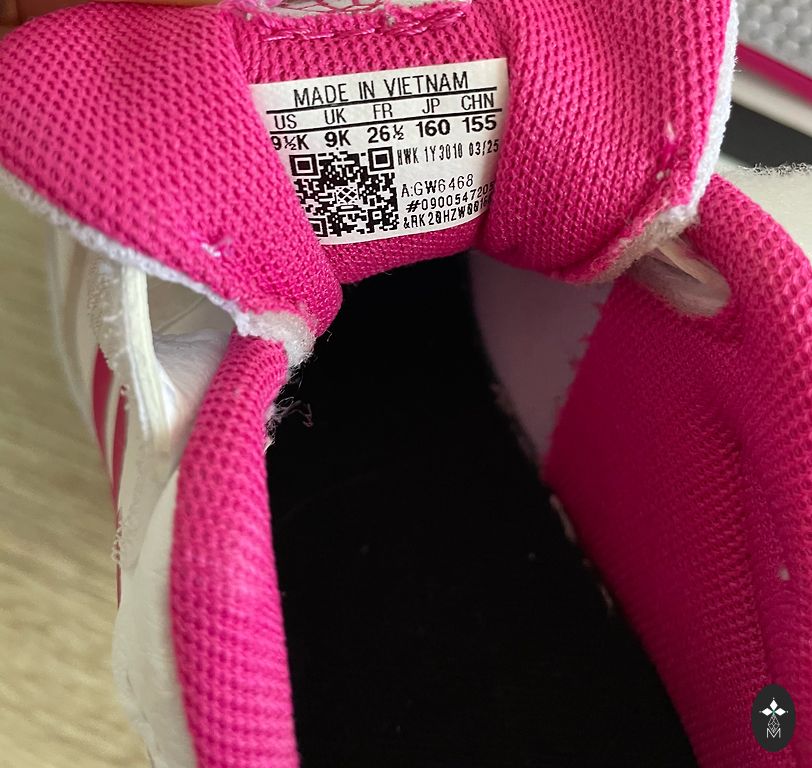 MADE IN VIETNAM
US UK FR JP CHN
9½K 9K 26½ 160 155
HWK 1Y3010 03/25
A:GW6468
#0900547205
M